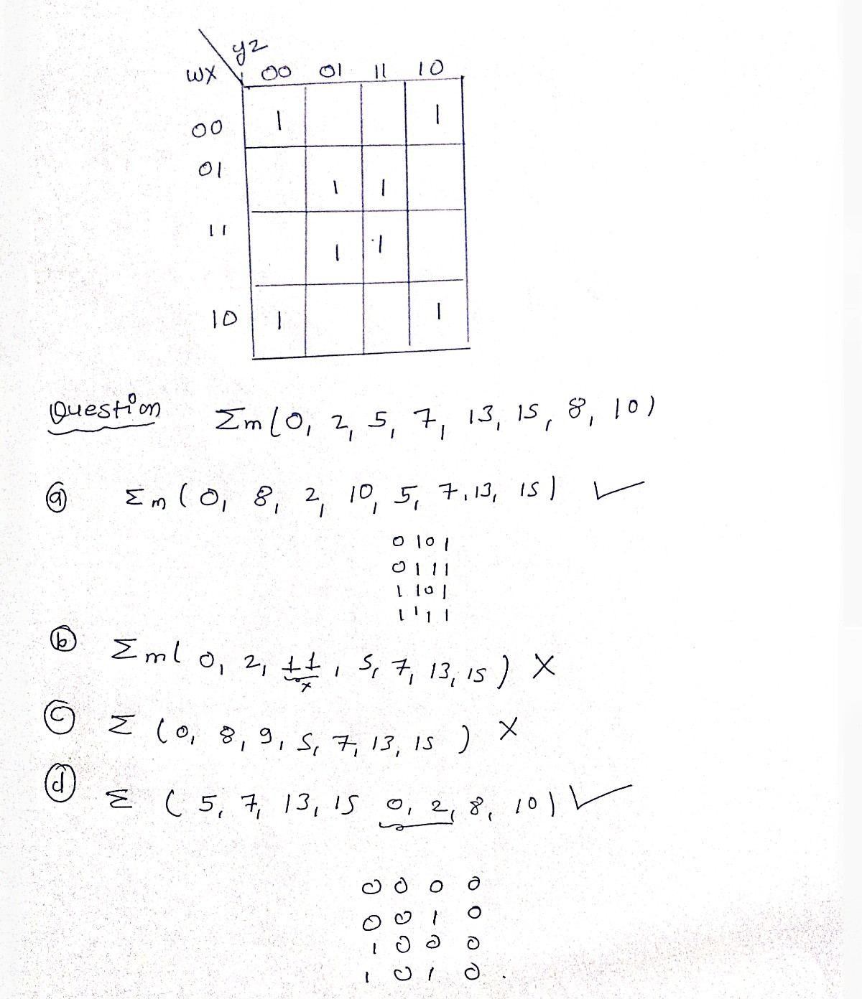 yz
wx 00 01 11 10
00 1 1
01 1 1
11 1 1
10 1 1
Question Σm(0, 2, 5, 7, 13, 15, 8, 10)
ⓐ Σm(0, 8, 2, 10, 5, 7, 13, 15) ✓
0101
0111
1101
1111
ⓑ Σm(0, 2, 11, 5, 7, 13, 15) X
x
ⓒ Σ (0, 8, 9, 5, 7, 13, 15) X
ⓓ Σ (5, 7, 13, 15 0, 2, 8, 10) ✓
0 0 0 0
0 0 1 0
1 0 0 0
1 0 1 0 .